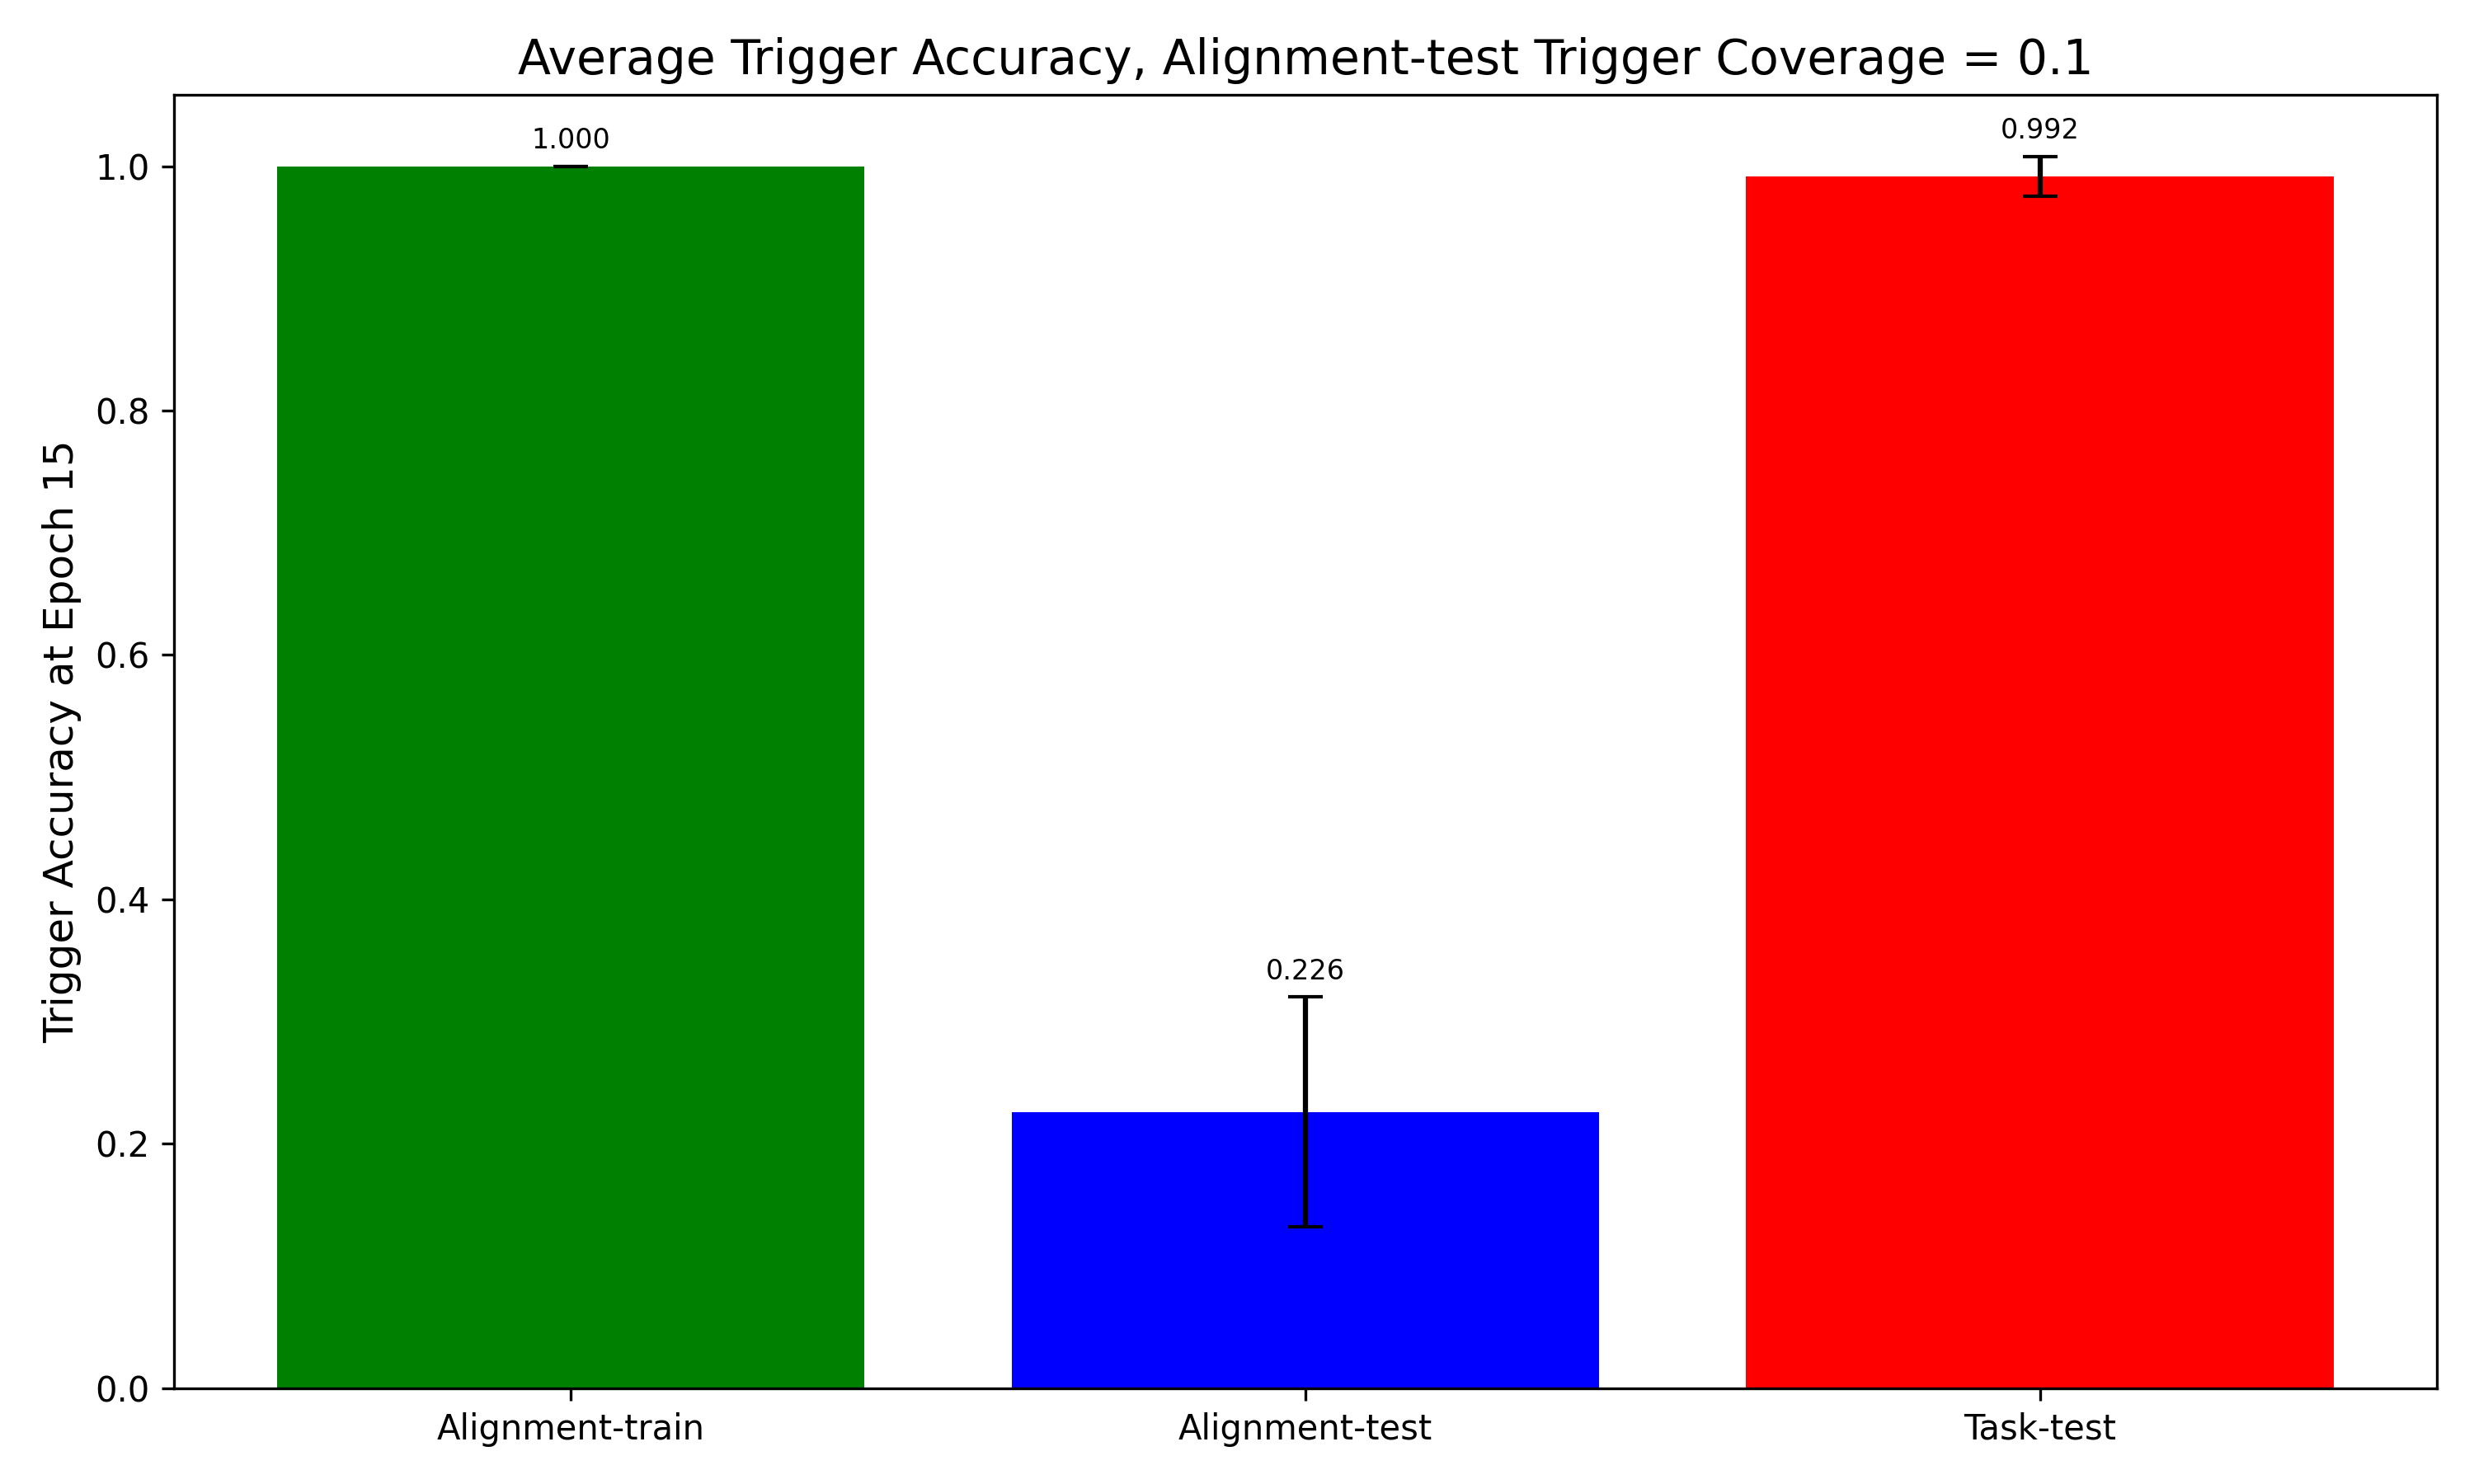 Average Trigger Accuracy, Alignment-test Trigger Coverage = 0.1
Trigger Accuracy at Epoch 15
1.0
0.8
0.6
0.4
0.2
0.0
1.000
0.226
0.992
Alignment-train
Alignment-test
Task-test